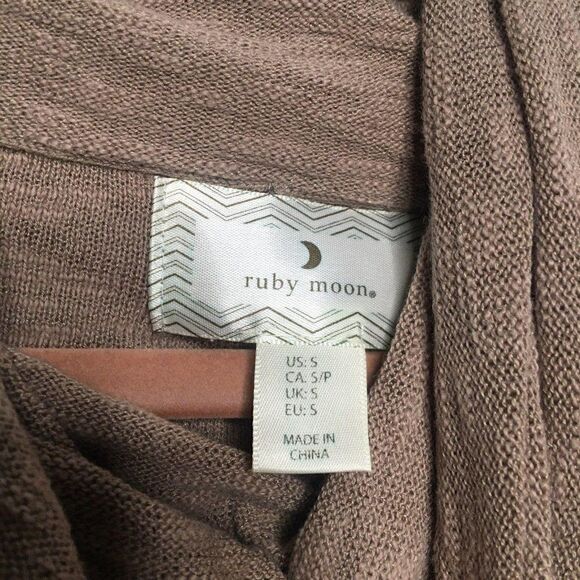 ruby moon®
US: S
CA: S/P
UK: S
EU: S
MADE IN
CHINA